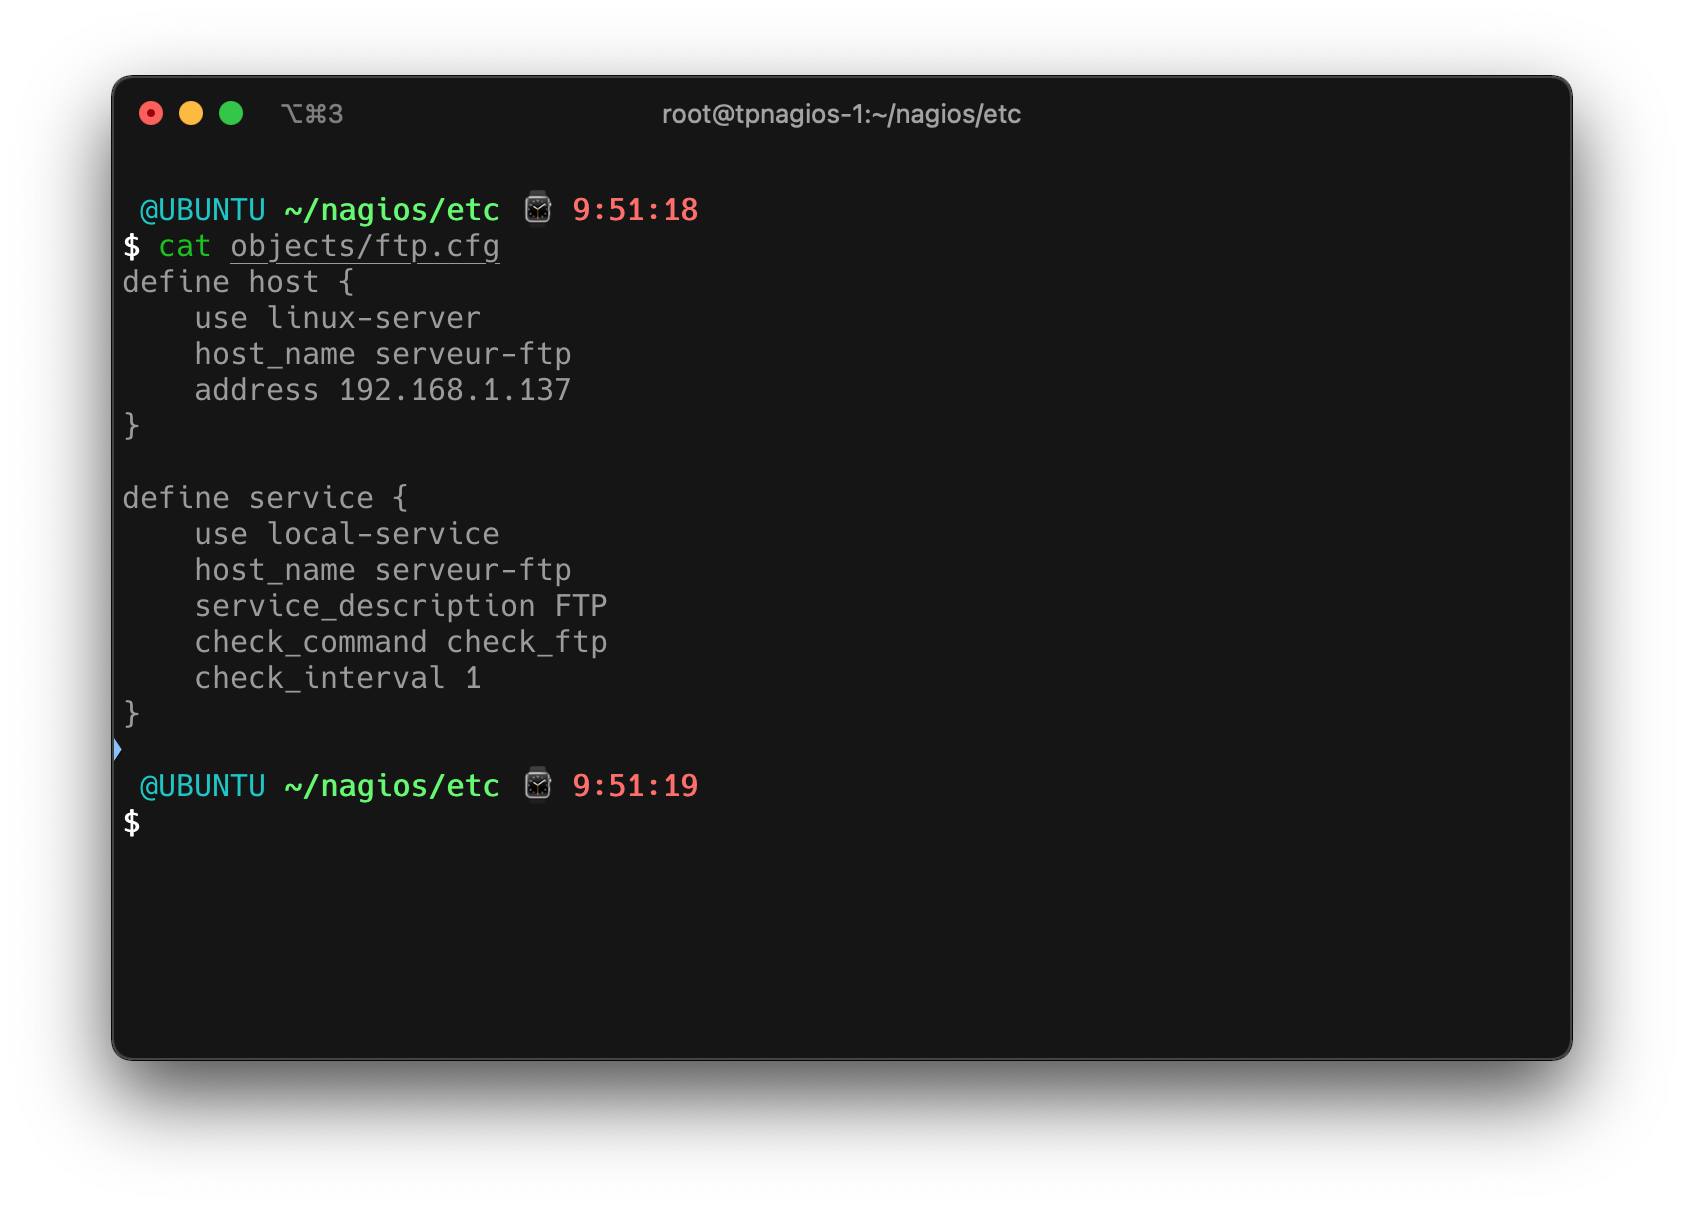 ⌥⌘3 root@tpnagios-1:~/nagios/etc
@UBUNTU ~/nagios/etc ⌚ 9:51:18
$ cat objects/ftp.cfg
define host {
    use linux-server
    host_name serveur-ftp
    address 192.168.1.137
}

define service {
    use local-service
    host_name serveur-ftp
    service_description FTP
    check_command check_ftp
    check_interval 1
}
@UBUNTU ~/nagios/etc ⌚ 9:51:19
$